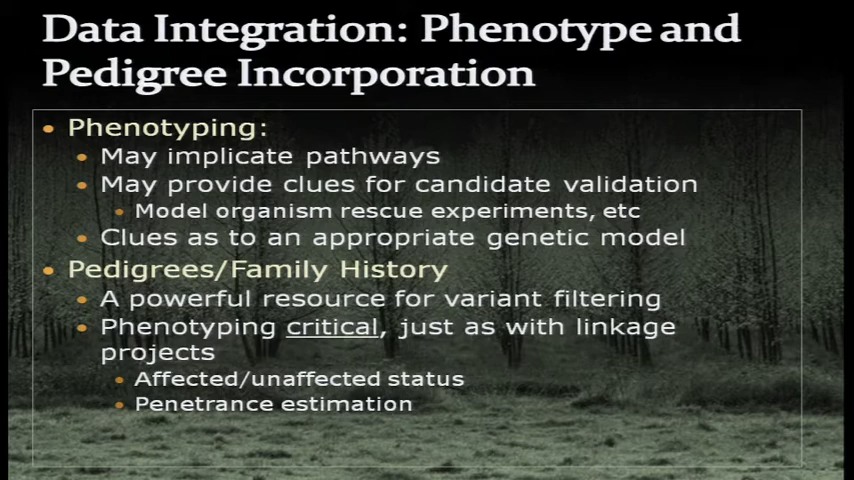 Data Integration: Phenotype and
Pedigree Incorporation
• Phenotyping:
• May implicate pathways
• May provide clues for candidate validation
• Model organism rescue experiments, etc
• Clues as to an appropriate genetic model
• Pedigrees/Family History
• A powerful resource for variant filtering
• Phenotyping critical, just as with linkage
projects
• Affected/unaffected status
• Penetrance estimation